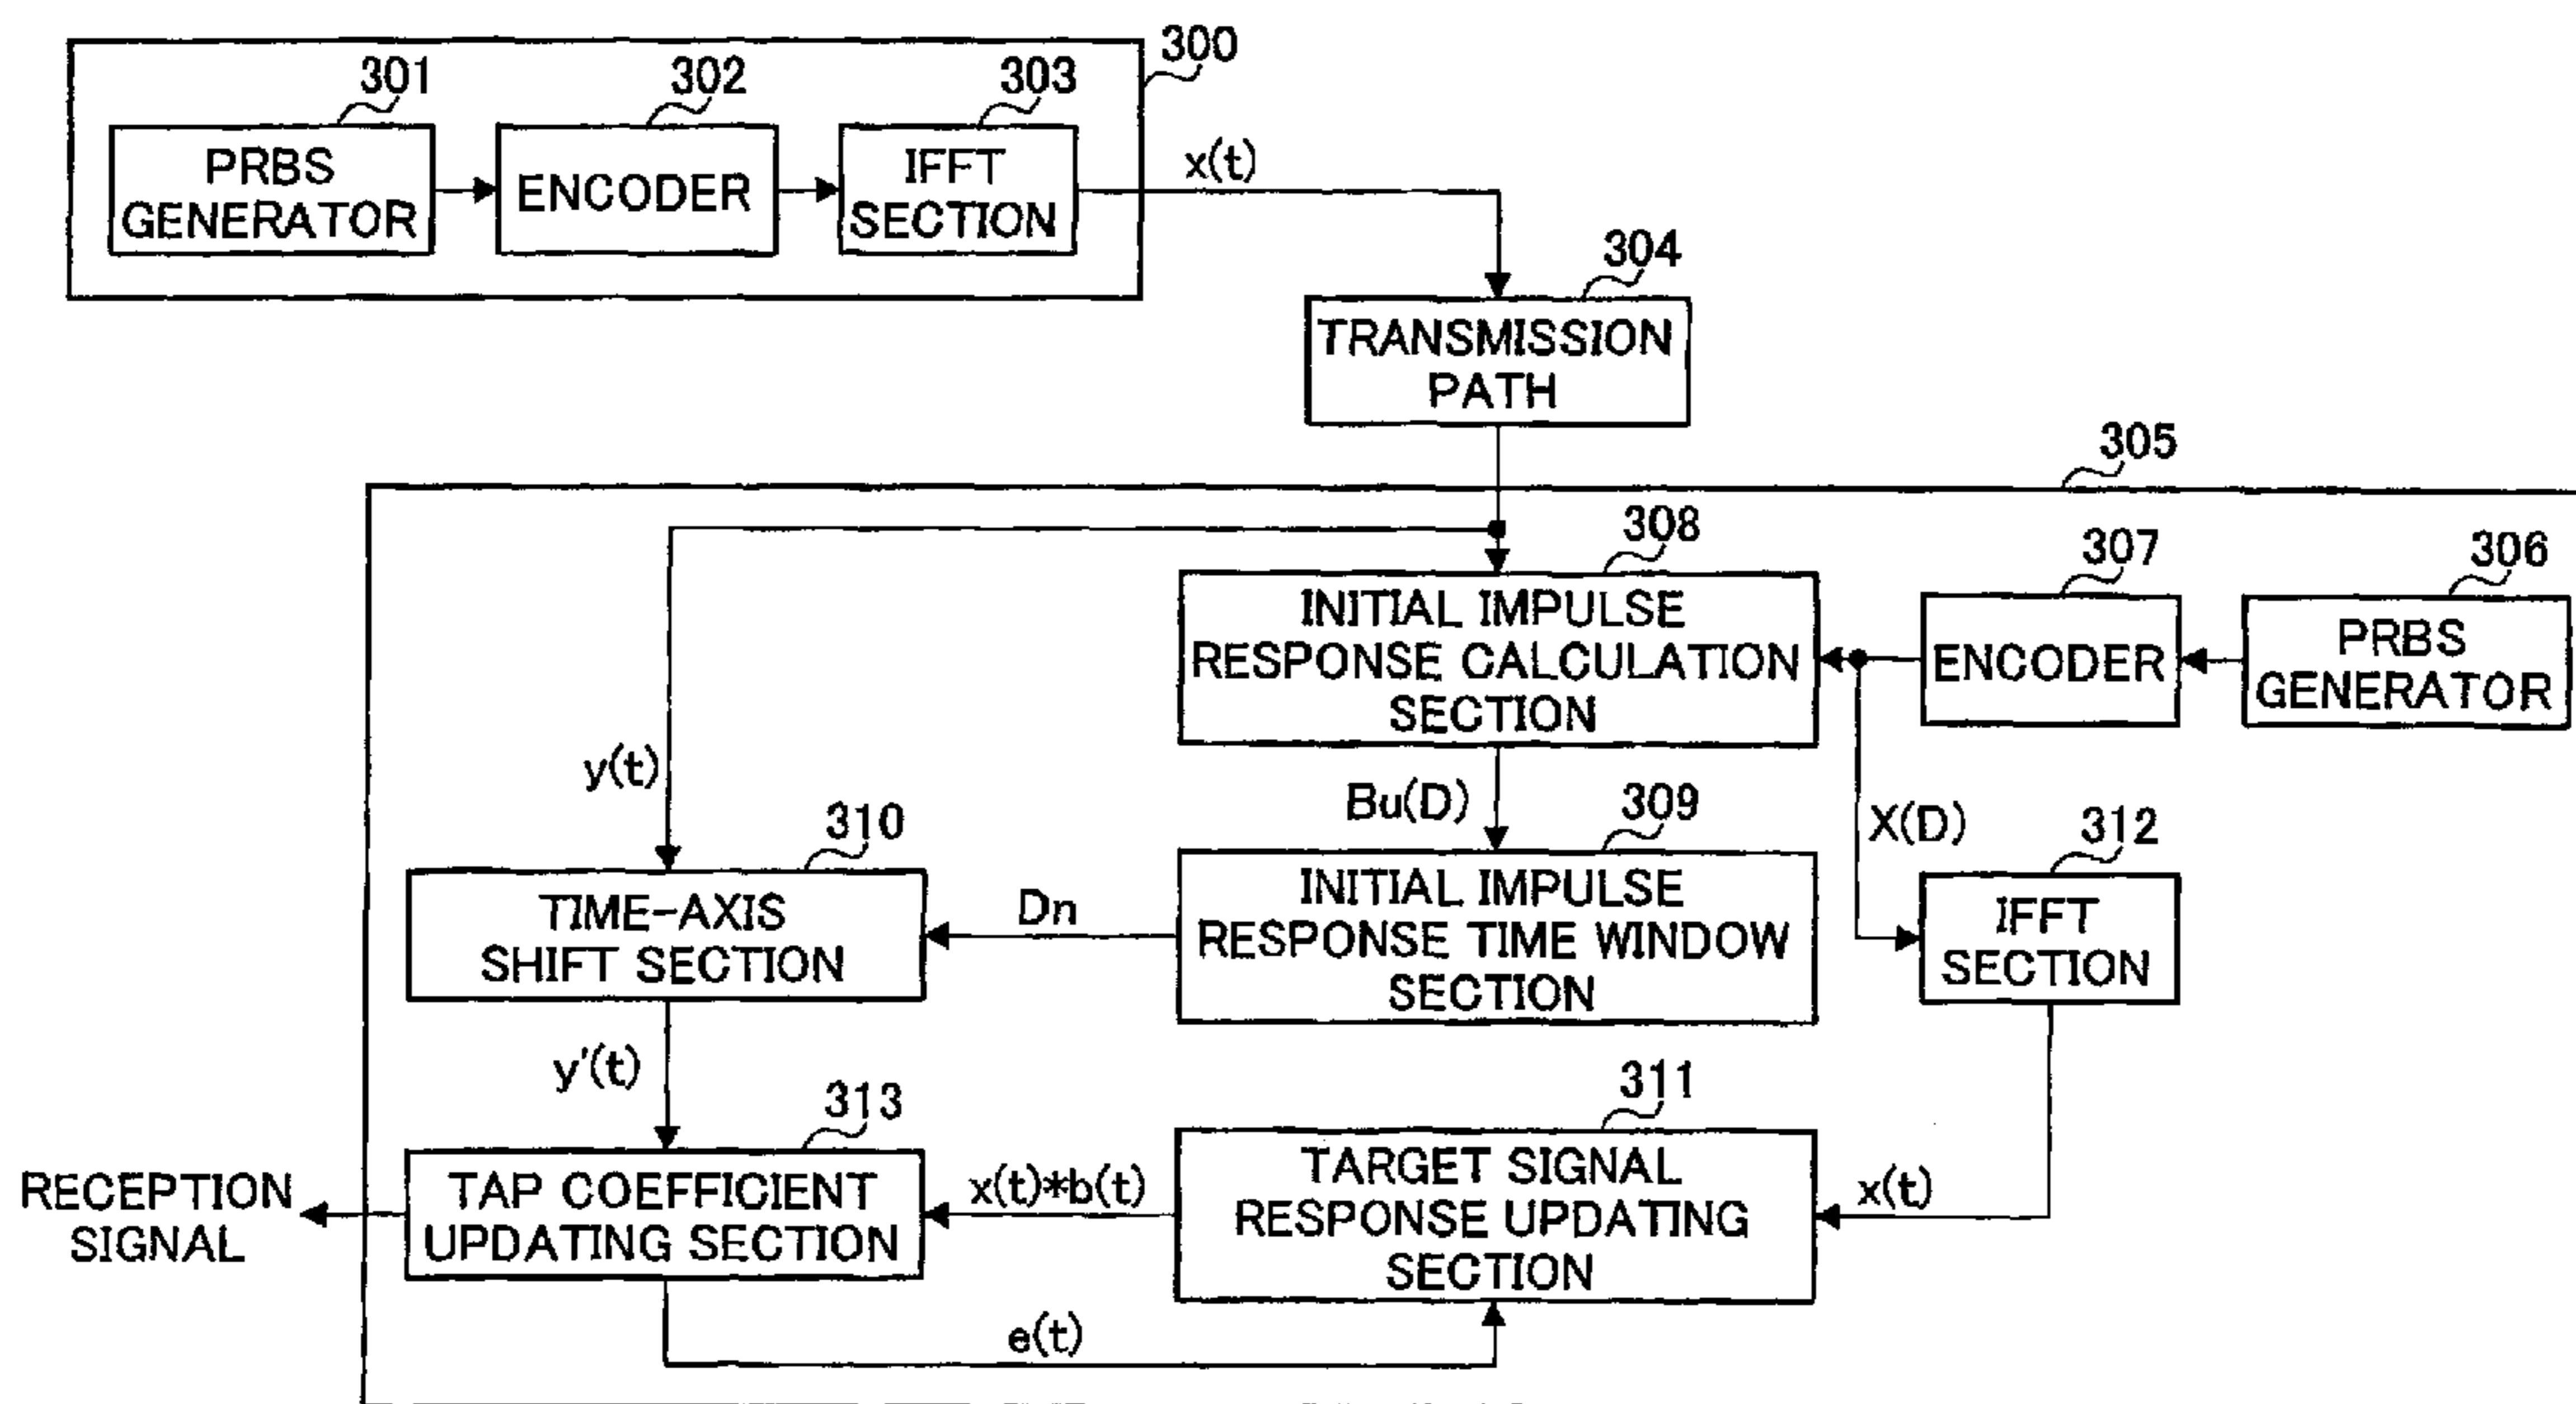 300
301
302
303
PRBS
GENERATOR
ENCODER
IFFT
SECTION
x(t)
304
TRANSMISSION
PATH
305
308
307
306
INITIAL IMPULSE
RESPONSE CALCULATION
SECTION
ENCODER
PRBS
GENERATOR
y(t)
Bu(D)
309
X(D)
312
310
TIME-AXIS
SHIFT SECTION
Dn
INITIAL IMPULSE
RESPONSE TIME WINDOW
SECTION
IFFT
SECTION
y'(t)
313
311
RECEPTION
SIGNAL
TAP COEFFICIENT
UPDATING SECTION
x(t)*b(t)
TARGET SIGNAL
RESPONSE UPDATING
SECTION
x(t)
e(t)